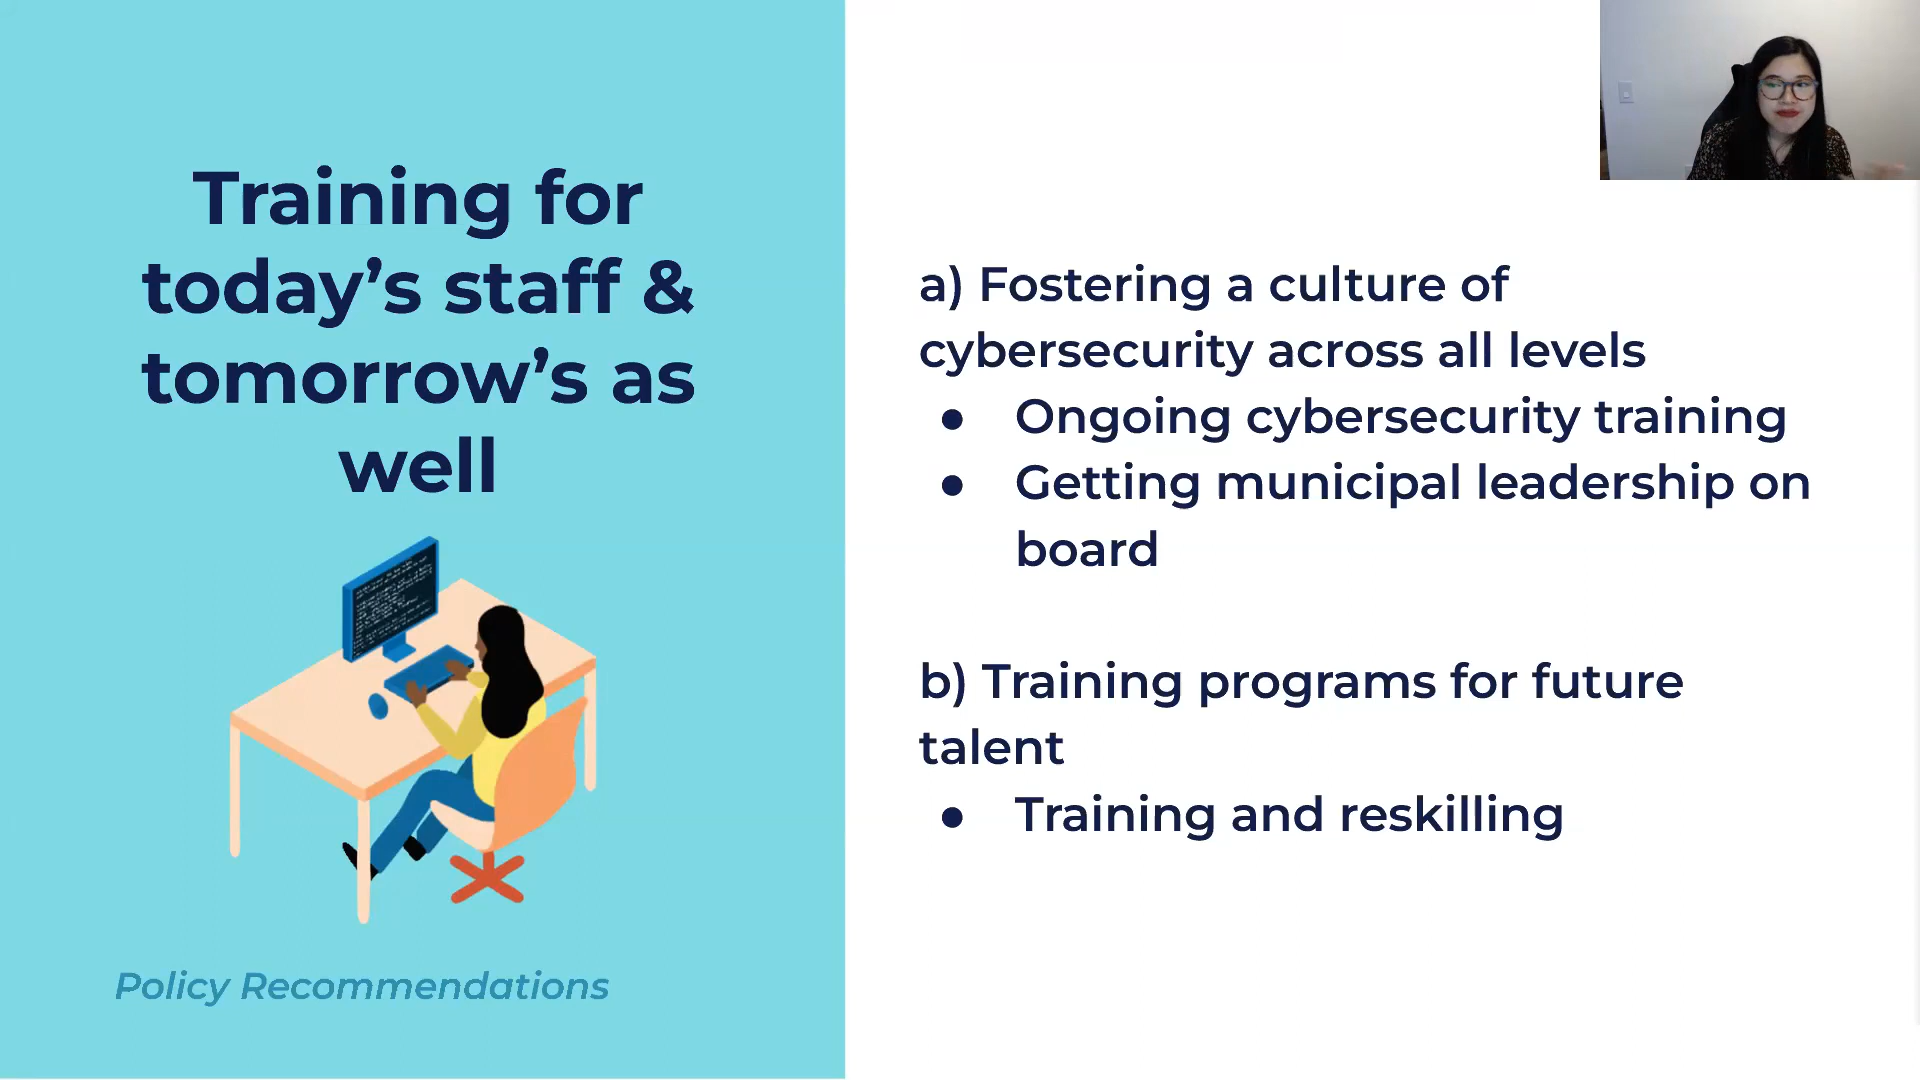 Training for
today’s staff &
tomorrow’s as
well
Policy Recommendations
a) Fostering a culture of
cybersecurity across all levels
● Ongoing cybersecurity training
● Getting municipal leadership on
board
b) Training programs for future
talent
● Training and reskilling